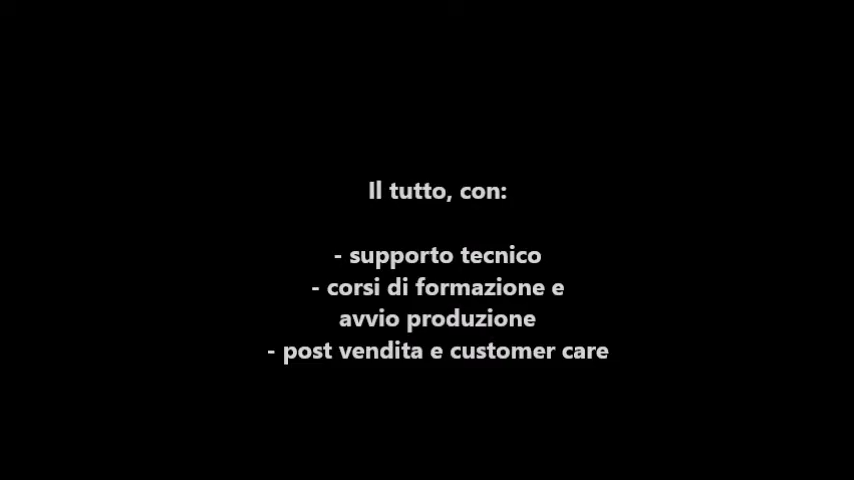 Il tutto, con:
- supporto tecnico
- corsi di formazione e
avvio produzione
- post vendita e customer care